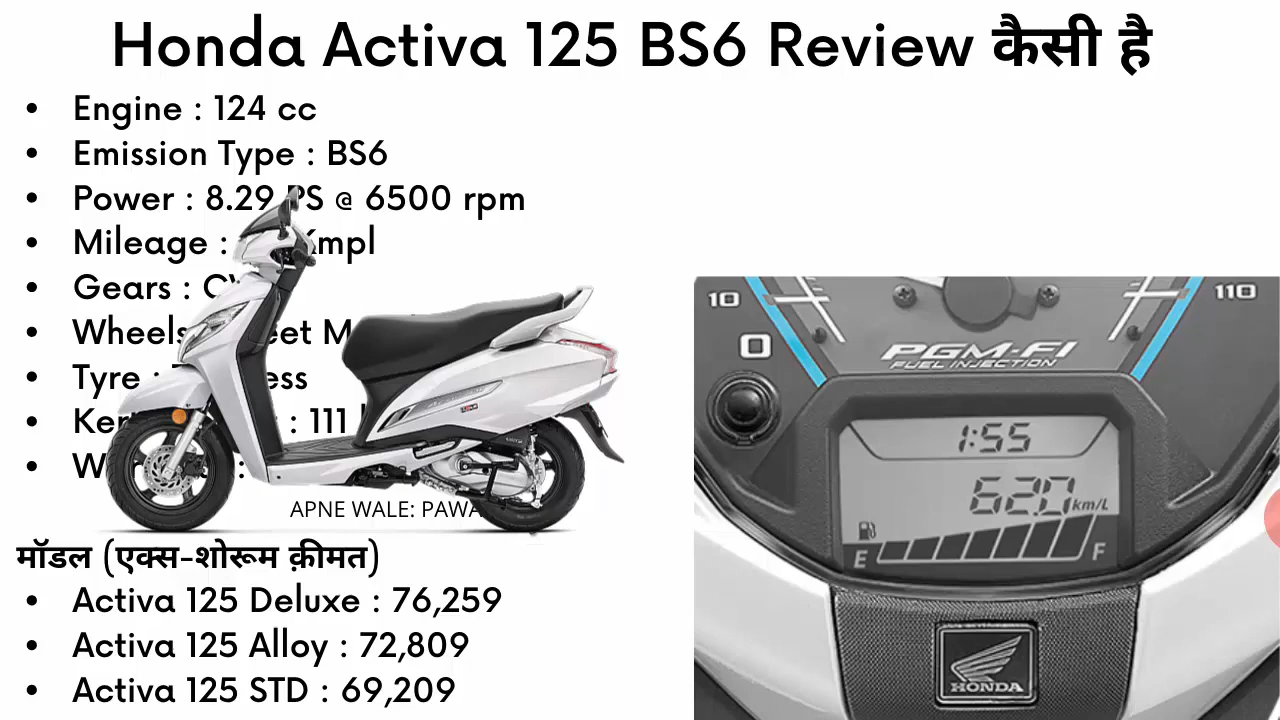 Honda Activa 125 BS6 Review कैसी है
• Engine : 124 cc
• Emission Type : BS6
• Power : 8.29 PS @ 6500 rpm
• Mileage : Kmpl
• Gears :
• Wheels
• Tyre :
• : 111
APNE WALE:
मॉडल (एक्स-शोरूम क़ीमत)
• Activa 125 Deluxe : 76,259
• Activa 125 Alloy : 72,809
• Activa 125 STD : 69,209
10
110
0
PGM-FI
FUEL INJECTION
1:55
62.0 km/L
E F
HONDA